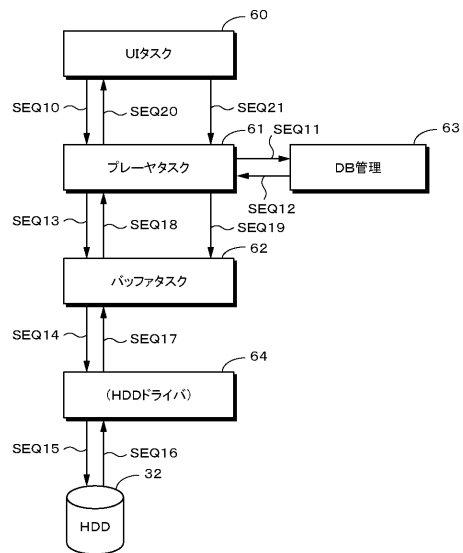 60
UIタスク
SEQ10
SEQ20
SEQ21
61
SEQ11
63
プレーヤタスク
DB管理
SEQ12
SEQ13
SEQ18
SEQ19
62
バッファタスク
SEQ14
SEQ17
64
(HDDドライバ)
SEQ15
SEQ16
32
HDD